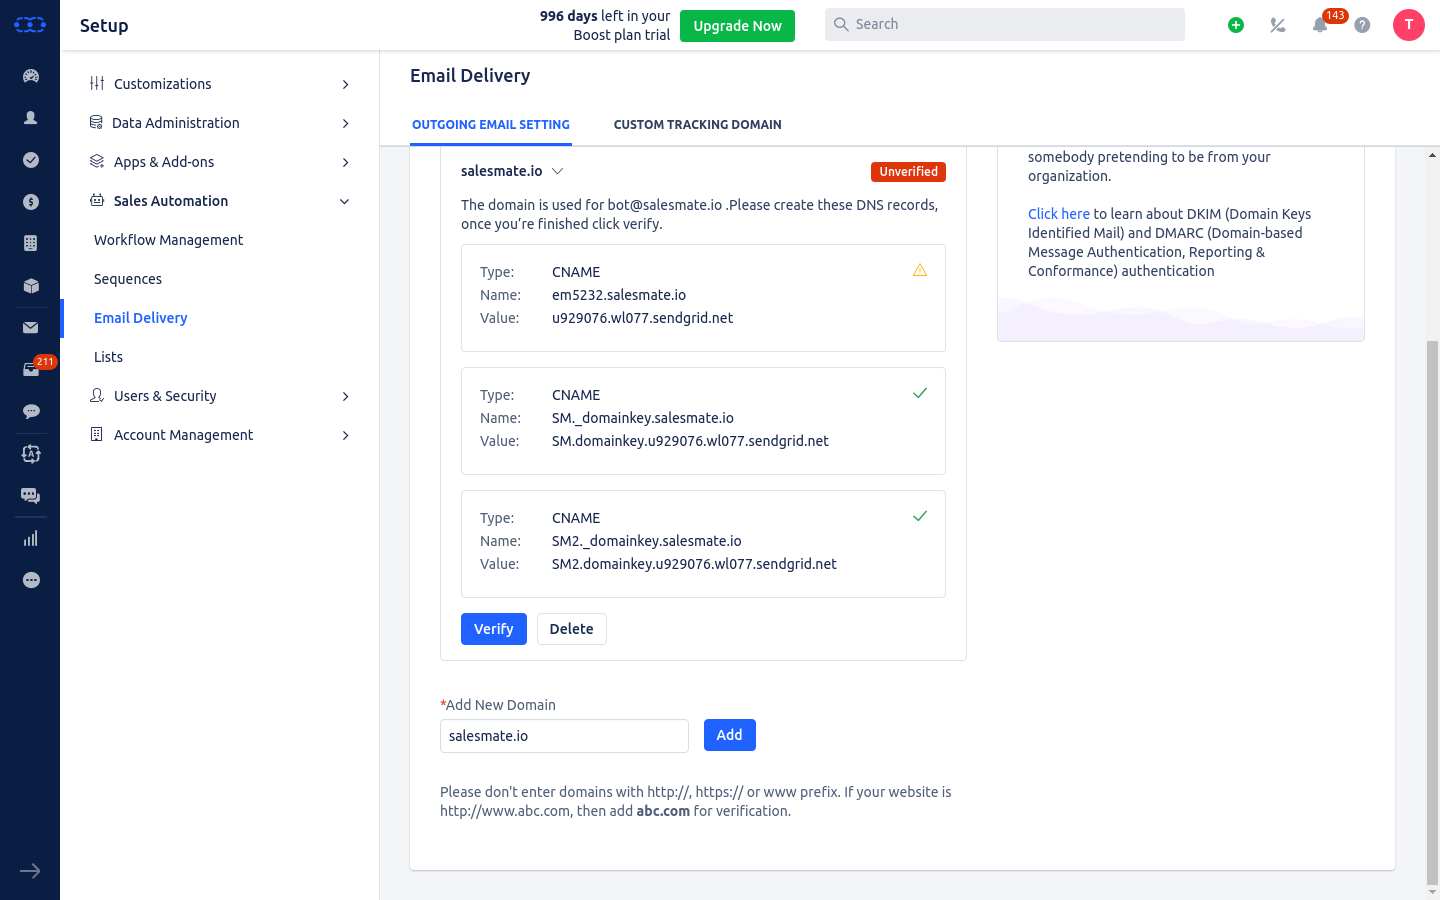 Setup
996 days left in your
Boost plan trial
Upgrade Now
Search
143
T
211
Customizations
Data Administration
Apps & Add-ons
Sales Automation
Workflow Management
Sequences
Email Delivery
Lists
Users & Security
Account Management
Email Delivery
OUTGOING EMAIL SETTING
CUSTOM TRACKING DOMAIN
salesmate.io
Unverified
The domain is used for bot@salesmate.io .Please create these DNS records,
once you’re finished click verify.
Type: CNAME
Name: em5232.salesmate.io
Value: u929076.wl077.sendgrid.net
Type: CNAME
Name: SM._domainkey.salesmate.io
Value: SM.domainkey.u929076.wl077.sendgrid.net
Type: CNAME
Name: SM2._domainkey.salesmate.io
Value: SM2.domainkey.u929076.wl077.sendgrid.net
Verify
Delete
*Add New Domain
salesmate.io
Add
Please don't enter domains with http://, https:// or www prefix. If your website is
http://www.abc.com, then add abc.com for verification.
somebody pretending to be from your
organization.
Click here to learn about DKIM (Domain Keys
Identified Mail) and DMARC (Domain-based
Message Authentication, Reporting &
Conformance) authentication